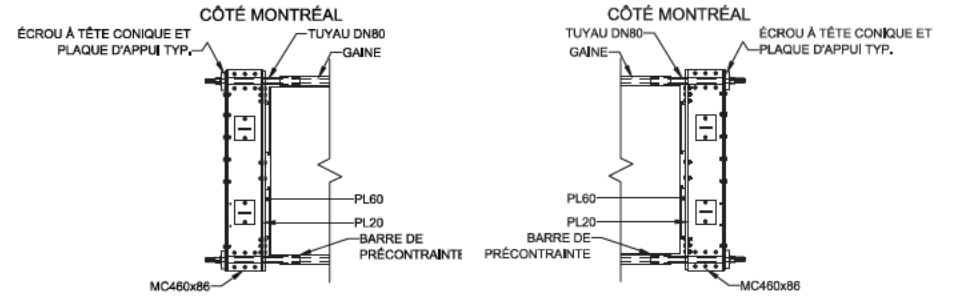 CÔTÉ MONTRÉAL
ÉCROU À TÊTE CONIQUE ET
PLAQUE D'APPUI TYP.
TUYAU DN80
GAINE
PL60
PL20
BARRE DE
PRÉCONTRAINTE
MC460x86
CÔTÉ MONTRÉAL
TUYAU DN80
GAINE
ÉCROU À TÊTE CONIQUE ET
PLAQUE D'APPUI TYP.
PL60
PL20
BARRE DE
PRÉCONTRAINTE
MC460x86